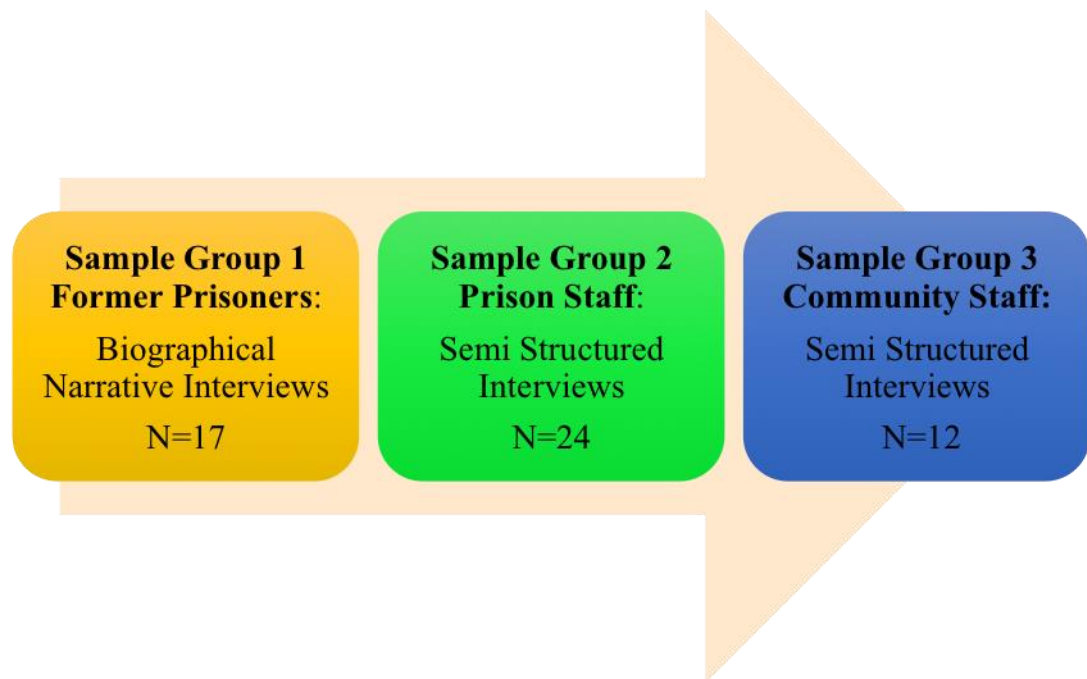 Sample Group 1
Former Prisoners:
Biographical
Narrative Interviews
N=17
Sample Group 2
Prison Staff:
Semi Structured
Interviews
N=24
Sample Group 3
Community Staff:
Semi Structured
Interviews
N=12